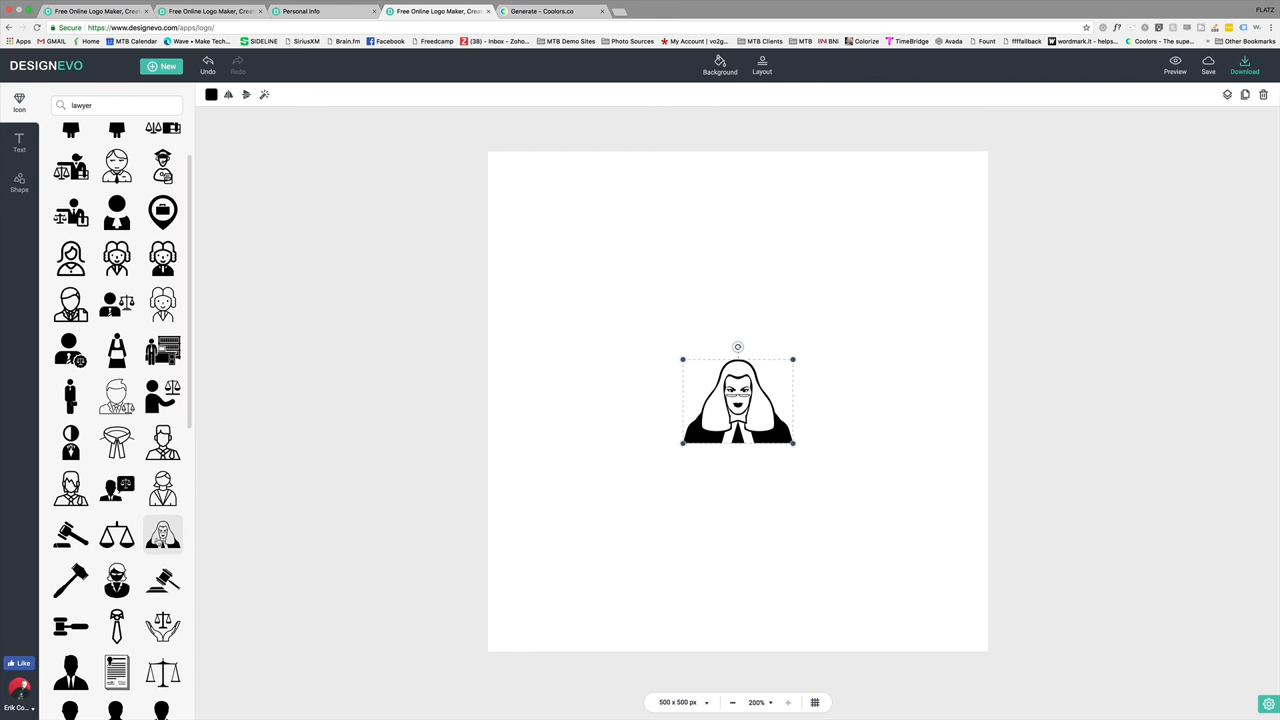 Free Online Logo Maker, Creat
Free Online Logo Maker, Creat
Personal Info
Free Online Logo Maker, Creat
Generate - Coolors.co
FLATZ
Secure
https://www.designevo.com/apps/logo/
Apps
GMAIL
Home
MTB Calendar
Wave • Make Tech...
SIDELINE
SiriusXM
Brain.fm
Facebook
Freedcamp
(38) - Inbox - Zoho...
MTB Demo Sites
Photo Sources
My Account | vo2g...
MTB Clients
MTB
BNI
Colorize
TimeBridge
Avada
Fount
ffffallback
wordmark.it - helps...
Coolors - The supe...
Other Bookmarks
DESIGNEVO
New
Undo
Redo
Background
Layout
Preview
Save
Download
Icon
lawyer
Text
Shape
Like
Erik Co...
500 x 500 px
200%